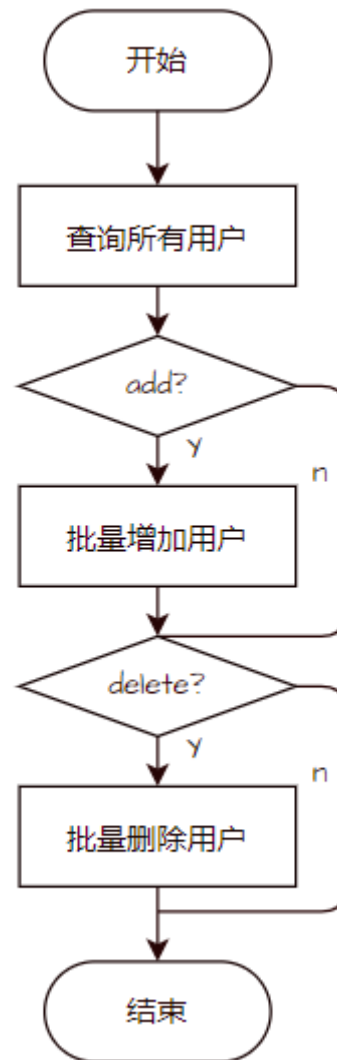 开始
查询所有用户
add?
y
n
批量增加用户
delete?
y
n
批量删除用户
结束